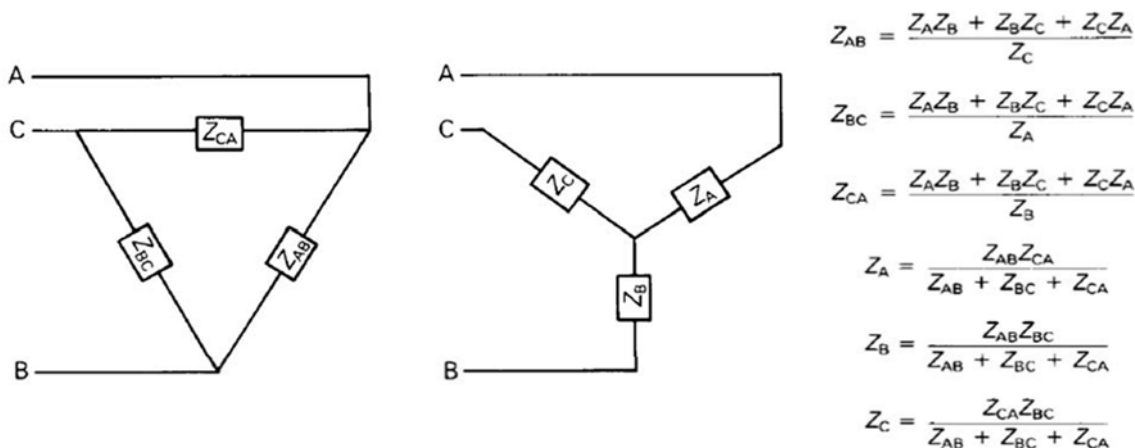 A
C
Z_CA
Z_BC
Z_AB
B
A
C
Z_C
Z_A
Z_B
B
Z_AB = (Z_A Z_B + Z_B Z_C + Z_C Z_A) / Z_C
Z_BC = (Z_A Z_B + Z_B Z_C + Z_C Z_A) / Z_A
Z_CA = (Z_A Z_B + Z_B Z_C + Z_C Z_A) / Z_B
Z_A = Z_AB Z_CA / (Z_AB + Z_BC + Z_CA)
Z_B = Z_AB Z_BC / (Z_AB + Z_BC + Z_CA)
Z_C = Z_CA Z_BC / (Z_AB + Z_BC + Z_CA)